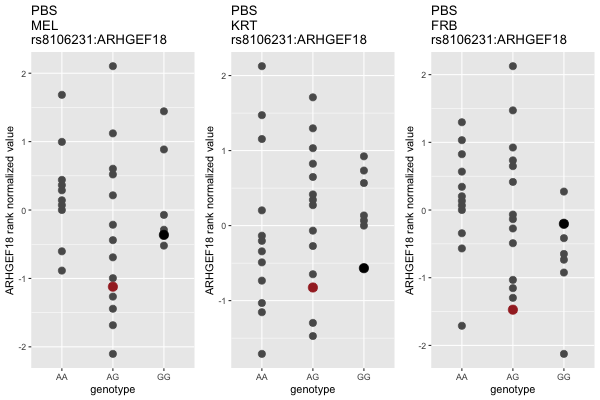 PBS
MEL
rs8106231:ARHGEF18
ARHGEF18 rank normalized value
2
1
0
-1
-2
AA
AG
GG
genotype
PBS
KRT
rs8106231:ARHGEF18
ARHGEF18 rank normalized value
2
1
0
-1
AA
AG
GG
genotype
PBS
FRB
rs8106231:ARHGEF18
ARHGEF18 rank normalized value
2
1
0
-1
-2
AA
AG
GG
genotype